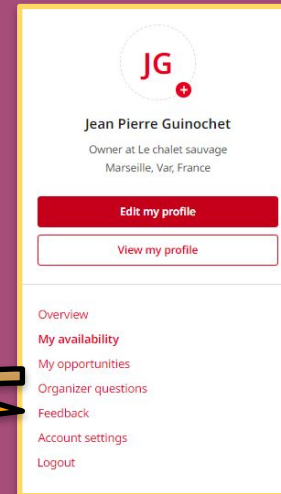 JG
Jean Pierre Guinochet
Owner at Le chalet sauvage
Marseille, Var, France
Edit my profile
View my profile
Overview
My availability
My opportunities
Organizer questions
Feedback
Account settings
Logout